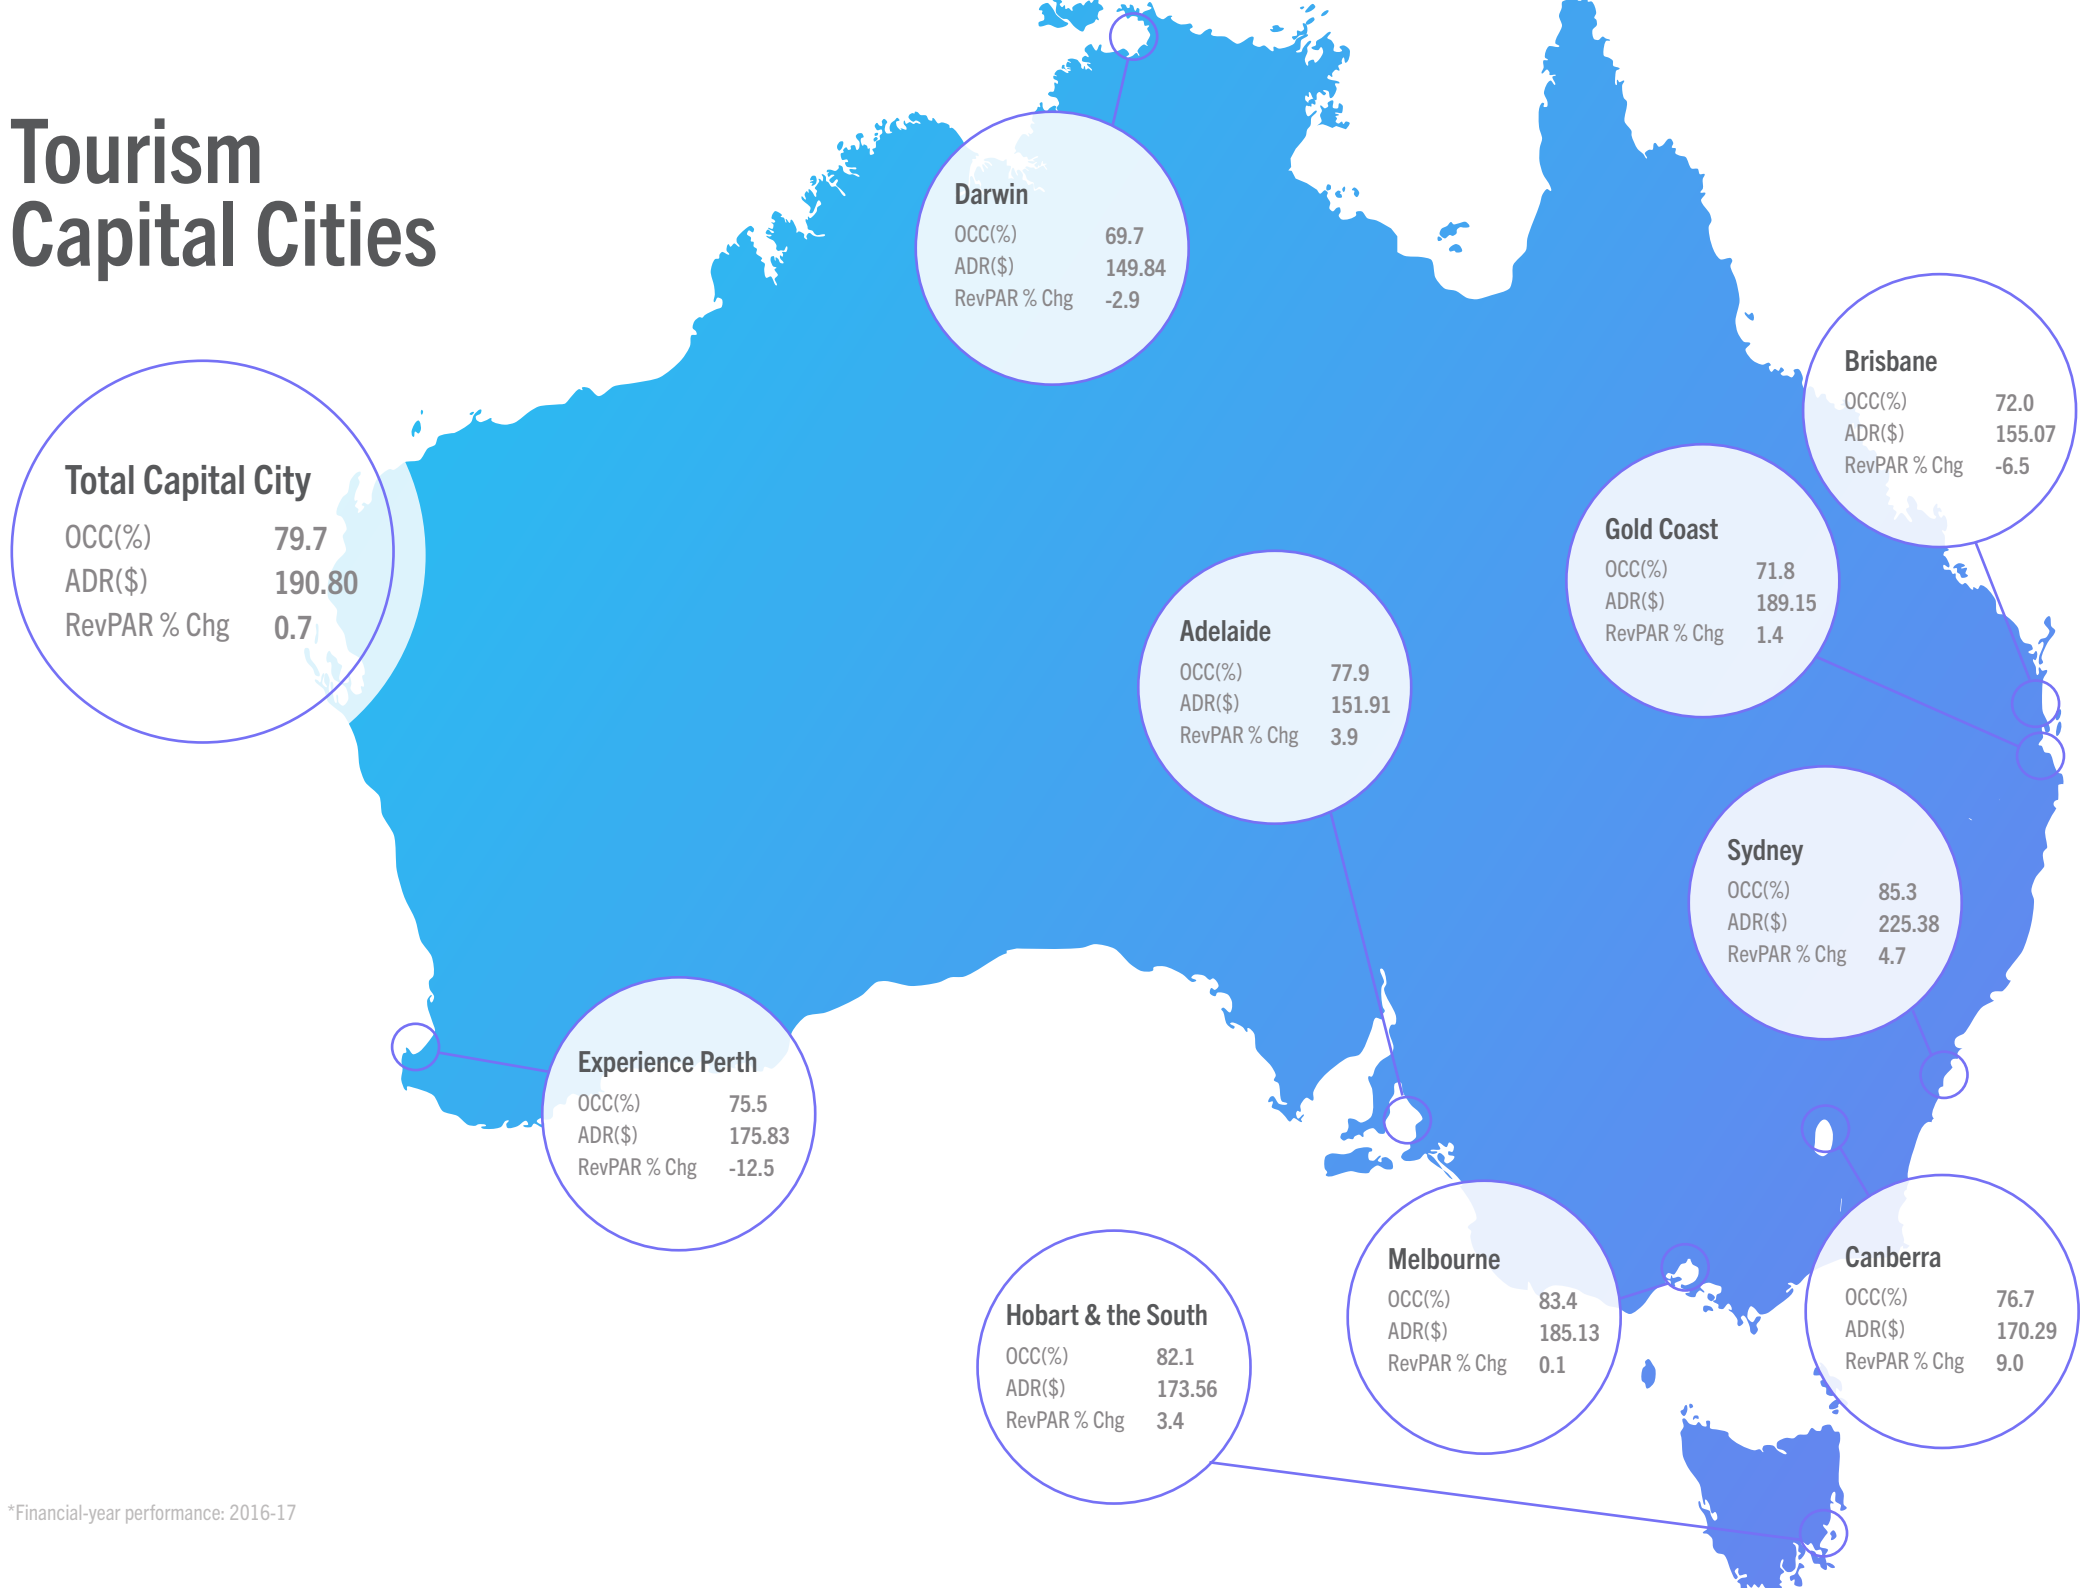 Tourism
Capital Cities
Darwin
OCC(%) 69.7
ADR($) 149.84
RevPAR % Chg -2.9
Brisbane
OCC(%) 72.0
ADR($) 155.07
RevPAR % Chg -6.5
Total Capital City
OCC(%) 79.7
ADR($) 190.80
RevPAR % Chg 0.7
Gold Coast
OCC(%) 71.8
ADR($) 189.15
RevPAR % Chg 1.4
Adelaide
OCC(%) 77.9
ADR($) 151.91
RevPAR % Chg 3.9
Sydney
OCC(%) 85.3
ADR($) 225.38
RevPAR % Chg 4.7
Experience Perth
OCC(%) 75.5
ADR($) 175.83
RevPAR % Chg -12.5
Melbourne
OCC(%) 83.4
ADR($) 185.13
RevPAR % Chg 0.1
Canberra
OCC(%) 76.7
ADR($) 170.29
RevPAR % Chg 9.0
Hobart & the South
OCC(%) 82.1
ADR($) 173.56
RevPAR % Chg 3.4
*Financial-year performance: 2016-17